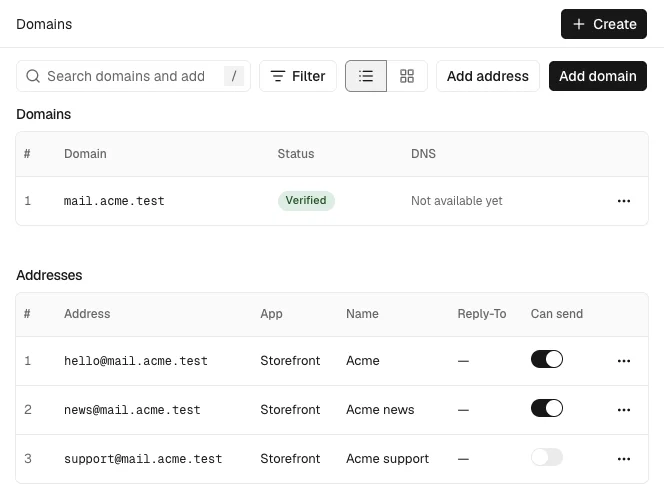 Domains
Create
Search domains and add /
Filter
Add address
Add domain
Domains
# Domain Status DNS
1 mail.acme.test Verified Not available yet
Addresses
# Address App Name Reply-To Can send
1 hello@mail.acme.test Storefront Acme —
2 news@mail.acme.test Storefront Acme news —
3 support@mail.acme.test Storefront Acme support —